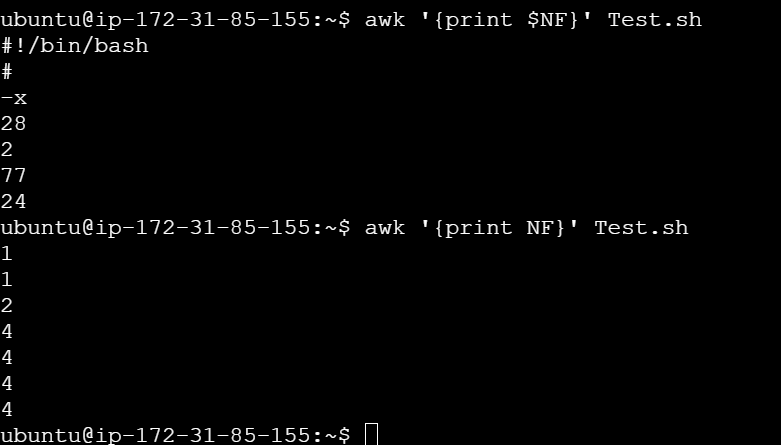 ubuntu@ip-172-31-85-155:~$ awk '{print $NF}' Test.sh
#!/bin/bash
#
-x
28
2
77
24
ubuntu@ip-172-31-85-155:~$ awk '{print NF}' Test.sh
1
1
2
4
4
4
4
ubuntu@ip-172-31-85-155:~$